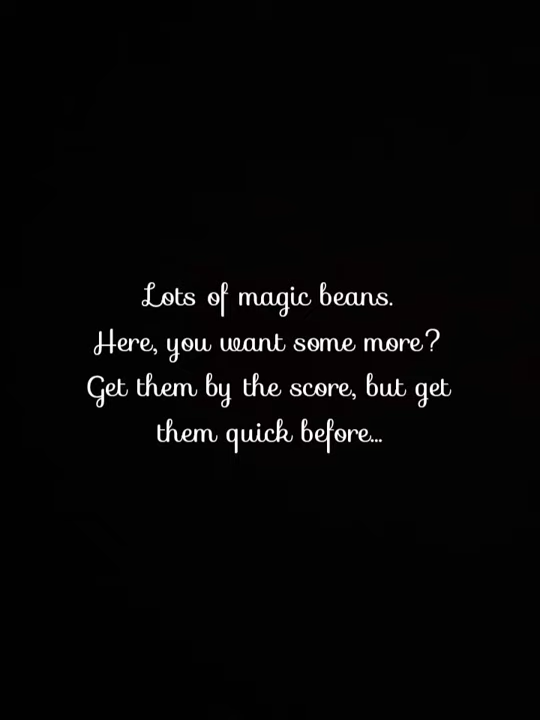 Lots of magic beans.
Here, you want some more?
Get them by the score, but get
them quick before...